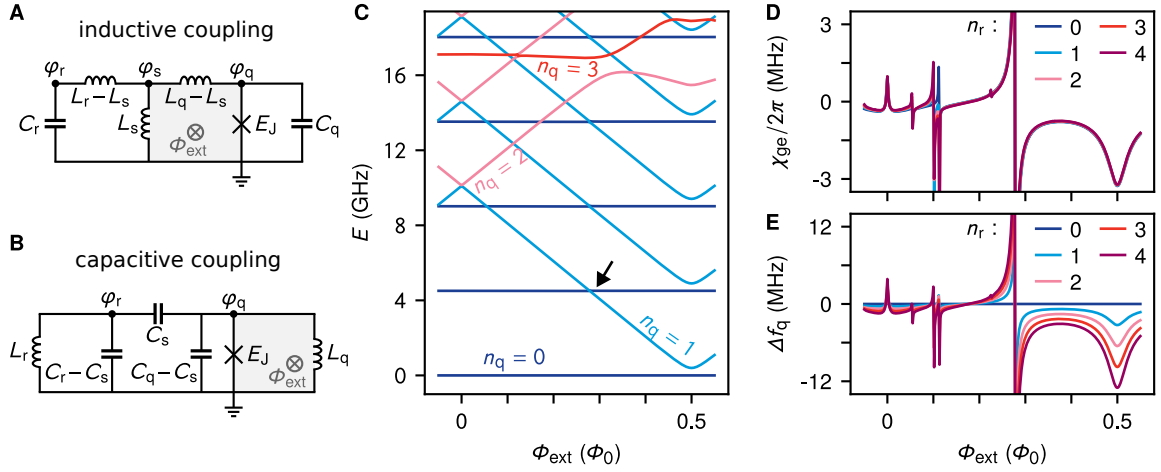 A
inductive coupling
φr φs φq
Lr – Ls Lq – Ls
Cr Ls Φext EJ Cq
B
capacitive coupling
φr φq
Cs
Lr Cr – Cs Cq – Cs EJ Φext Lq
C
E (GHz)
16
12
8
4
0
nq = 3
nq = 2
nq = 1
nq = 0
0 0.5
Φext (Φ0)
D
χge/2π (MHz)
3
0
-3
nr : 0 3
1 4
2
E
Δfq (MHz)
12
0
-12
nr : 0 3
1 4
2
0 0.5
Φext (Φ0)